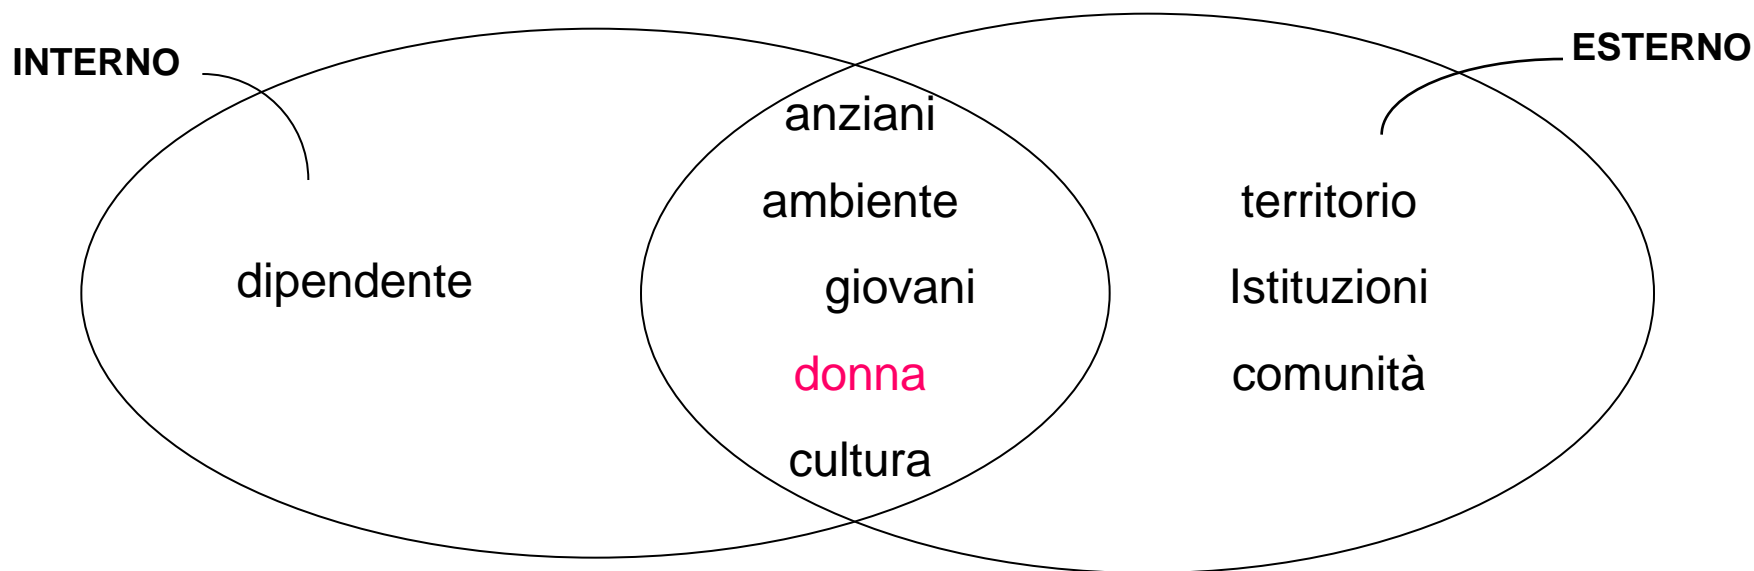 INTERNO
ESTERNO
anziani
ambiente
territorio
dipendente
giovani
Istituzioni
donna
comunità
cultura